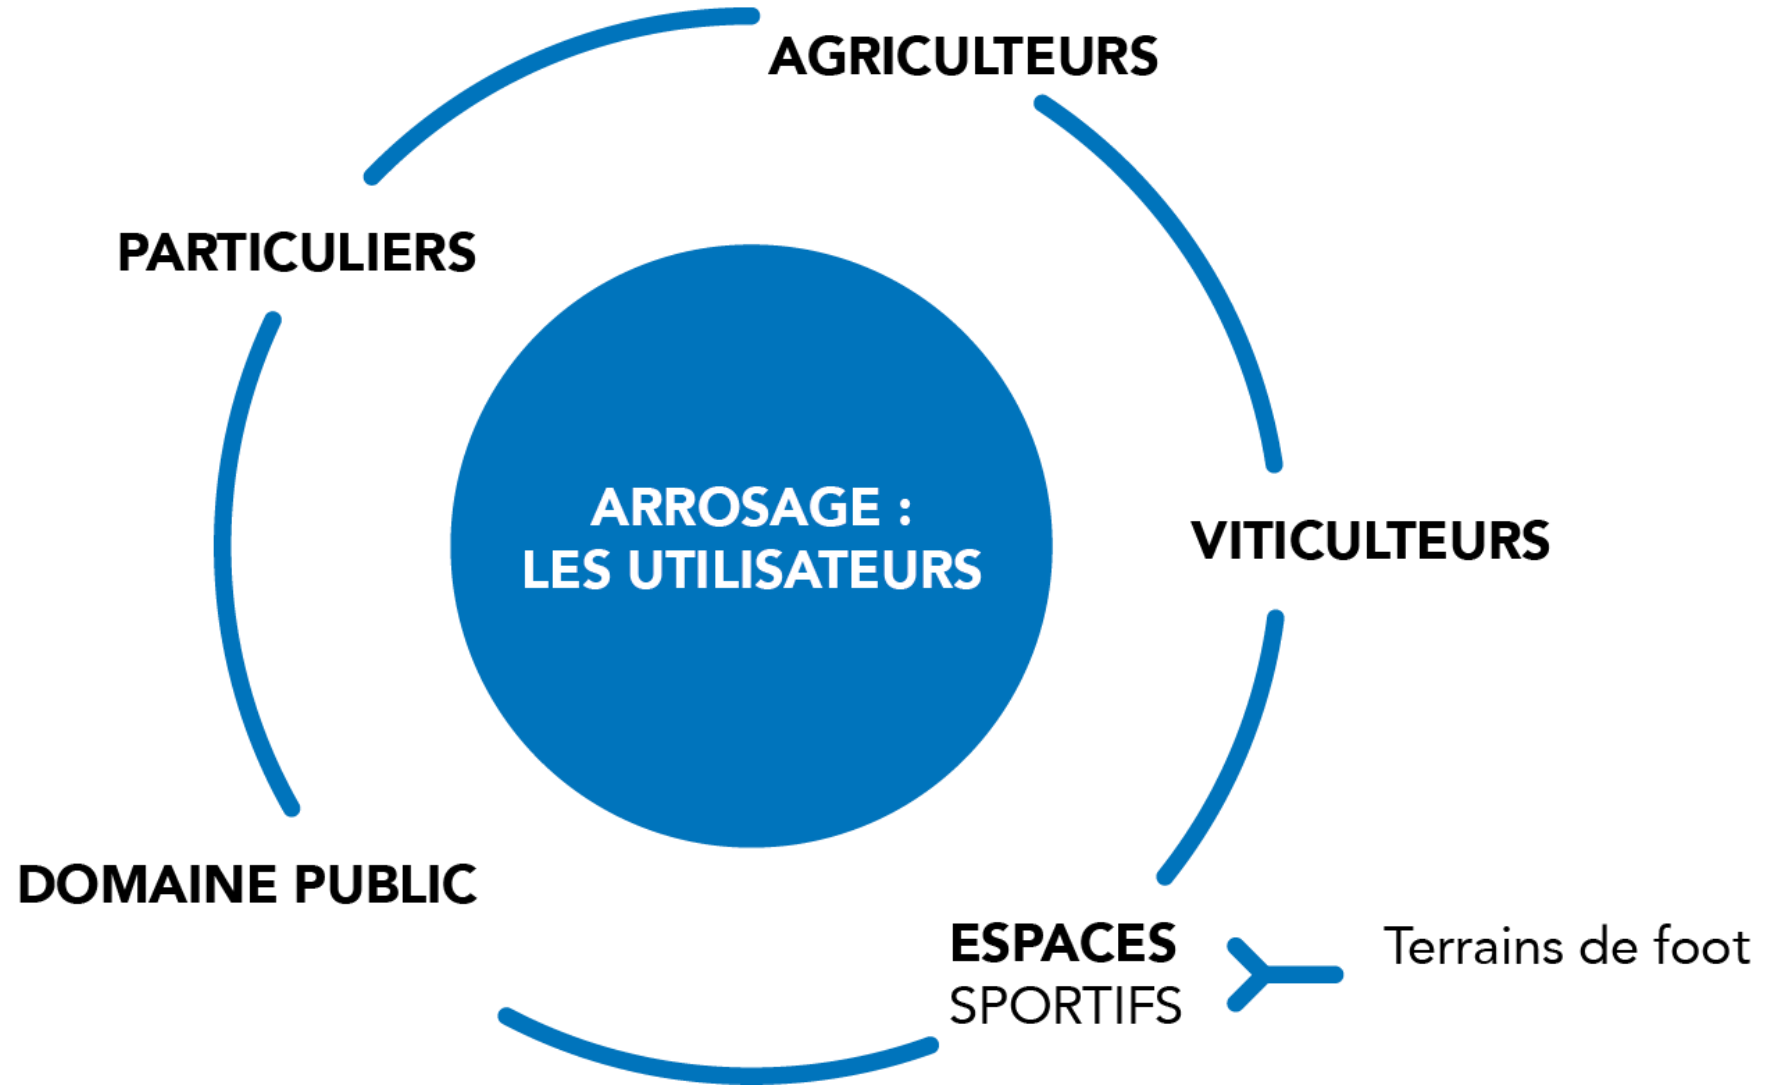 AGRICULTEURS
PARTICULIERS
ARROSAGE :
LES UTILISATEURS
VITICULTEURS
DOMAINE PUBLIC
ESPACES
SPORTIFS
Terrains de foot